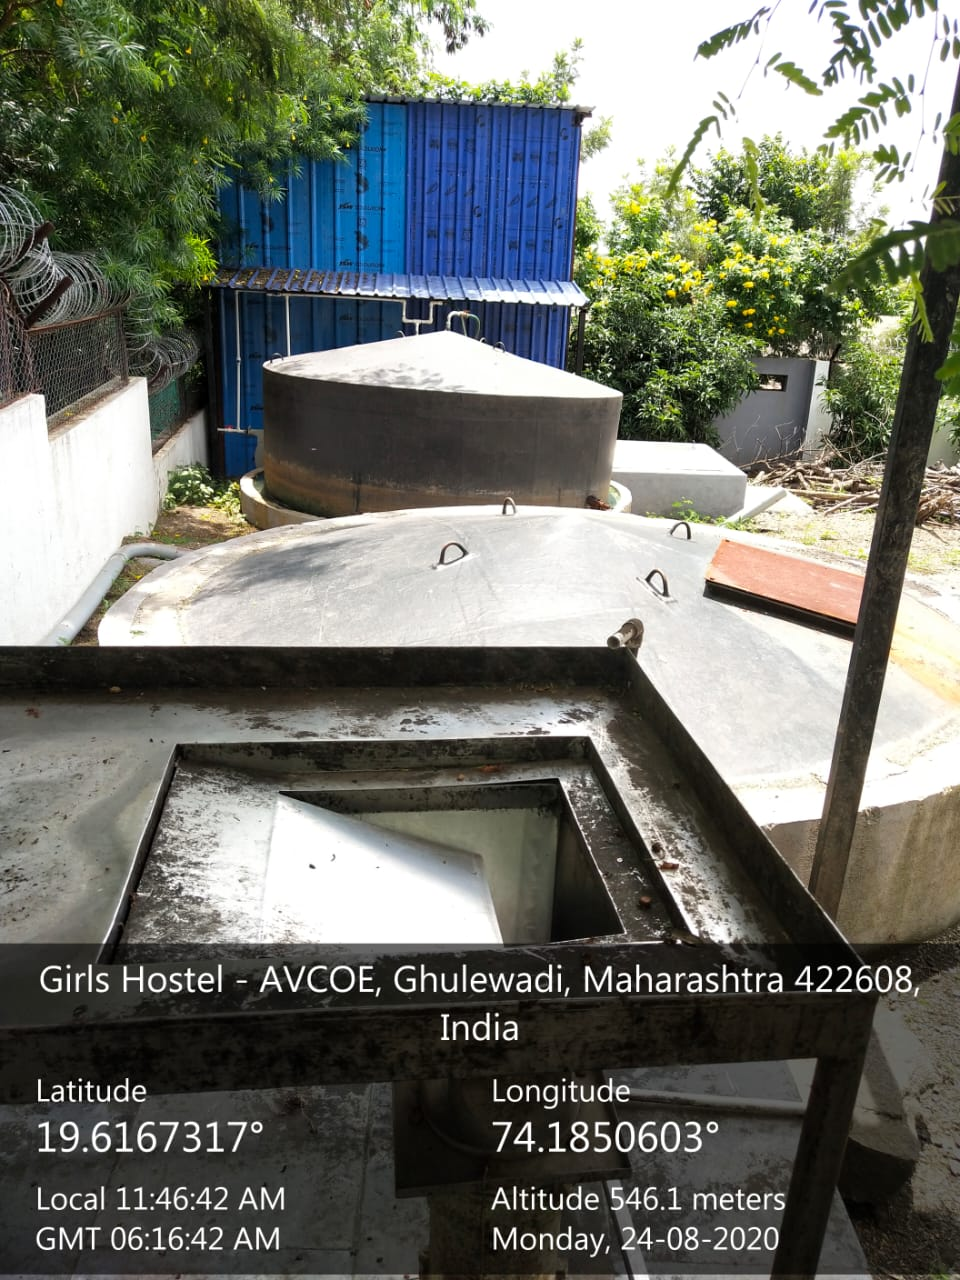 Girls Hostel - AVCOE, Ghulewadi, Maharashtra 422608,
India
Latitude
19.6167317°
Longitude
74.1850603°
Local 11:46:42 AM
GMT 06:16:42 AM
Altitude 546.1 meters
Monday, 24-08-2020